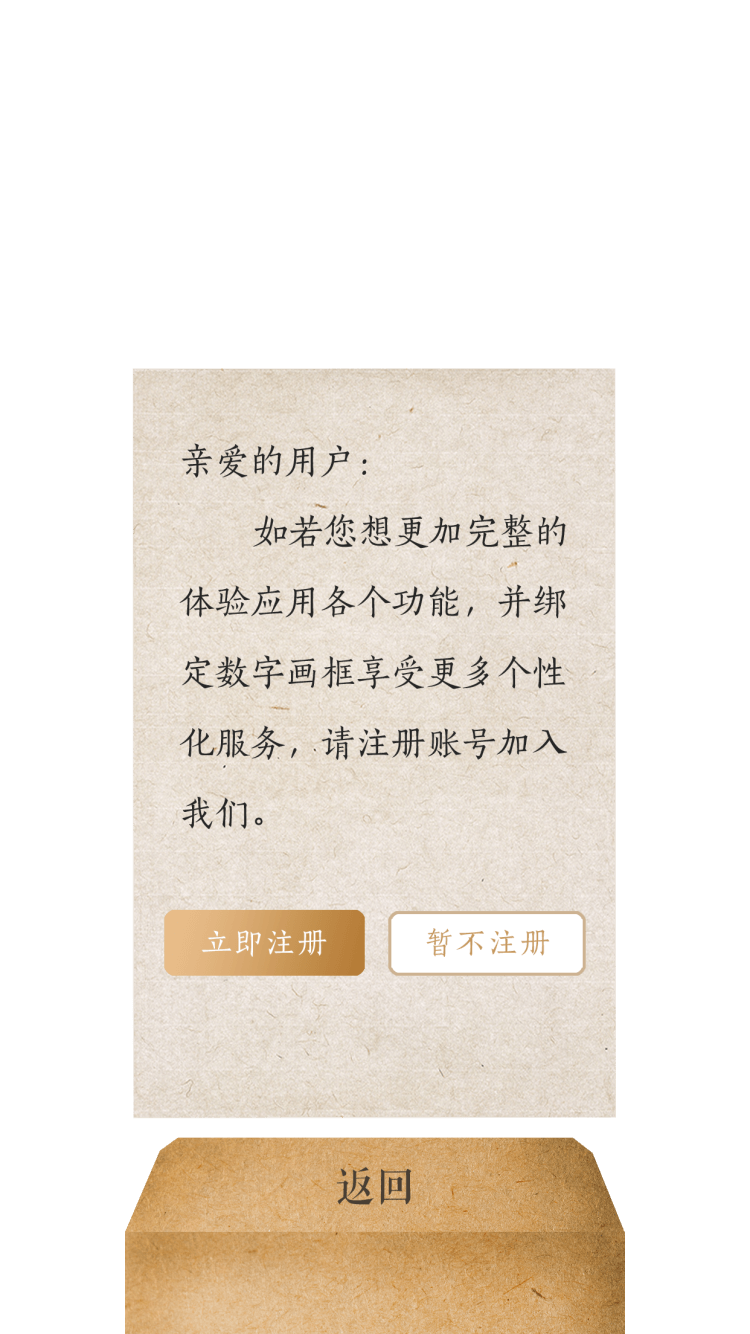 亲爱的用户：
如若您想更加完整的
体验应用各个功能，并绑
定数字画框享受更多个性
化服务，请注册账号加入
我们。
立即注册 暂不注册
返回